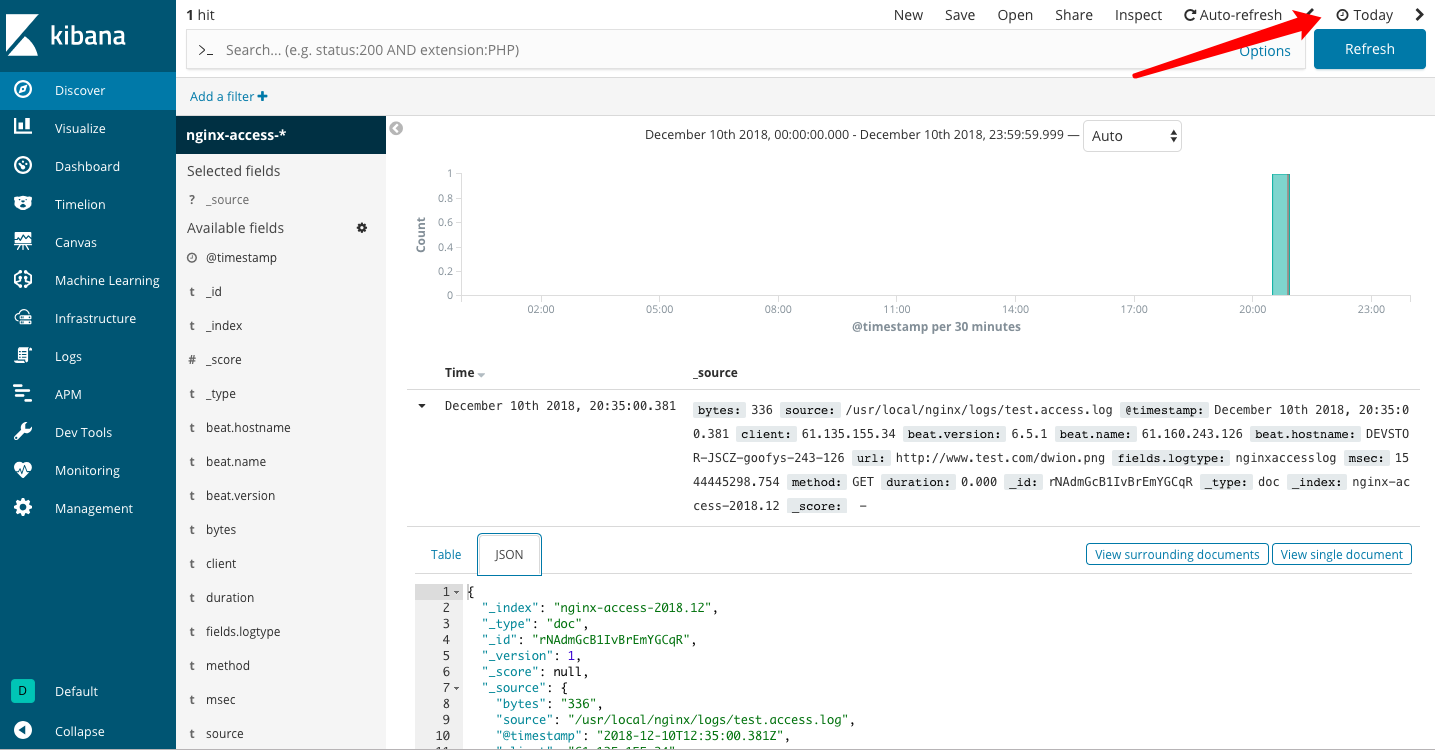 kibana
Discover
Visualize
Dashboard
Timelion
Canvas
Machine Learning
Infrastructure
Logs
APM
Dev Tools
Monitoring
Management
D Default
Collapse
1 hit
New Save Open Share Inspect Auto-refresh Today
>_ Search... (e.g. status:200 AND extension:PHP)
Options
Refresh
Add a filter +
nginx-access-*
Selected fields
? _source
Available fields
@timestamp
t _id
t _index
# _score
t _type
t beat.hostname
t beat.name
t beat.version
t bytes
t client
t duration
t fields.logtype
t method
t msec
t source
December 10th 2018, 00:00:00.000 - December 10th 2018, 23:59:59.999 — Auto
1
0.8
0.6
0.4
0.2
0
Count
02:00 05:00 08:00 11:00 14:00 17:00 20:00 23:00
@timestamp per 30 minutes
Time _source
December 10th 2018, 20:35:00.381
bytes: 336 source: /usr/local/nginx/logs/test.access.log @timestamp: December 10th 2018, 20:35:0
0.381 client: 61.135.155.34 beat.version: 6.5.1 beat.name: 61.160.243.126 beat.hostname: DEVSTO
R-JSCZ-goofys-243-126 url: http://www.test.com/dwion.png fields.logtype: nginxaccesslog msec: 15
44445298.754 method: GET duration: 0.000 _id: rNAdmGcB1IvBrEmYGCqR _type: doc _index: nginx-ac
cess-2018.12 _score: –
Table JSON
View surrounding documents View single document
1 {
2 "_index": "nginx-access-2018.12",
3 "_type": "doc",
4 "_id": "rNAdmGcB1IvBrEmYGCqR",
5 "_version": 1,
6 "_score": null,
7 "_source": {
8 "bytes": "336",
9 "source": "/usr/local/nginx/logs/test.access.log",
10 "@timestamp": "2018-12-10T12:35:00.381Z",